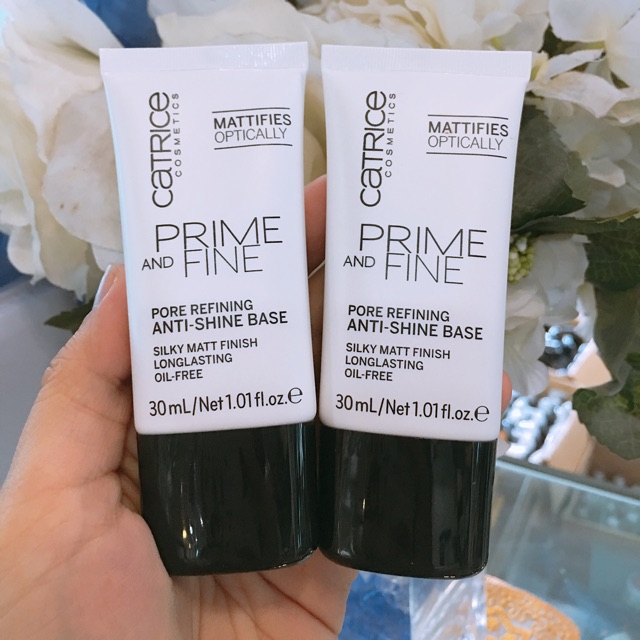 CATRICE
COSMETICS
MATTIFIES
OPTICALLY
PRIME
AND FINE
PORE REFINING
ANTI-SHINE BASE
SILKY MATT FINISH
LONGLASTING
OIL-FREE
30 mL/Net 1.01 fl.oz.℮
CATRICE
COSMETICS
MATTIFIES
OPTICALLY
PRIME
AND FINE
PORE REFINING
ANTI-SHINE BASE
SILKY MATT FINISH
LONGLASTING
OIL-FREE
30 mL/Net 1.01 fl.oz.℮